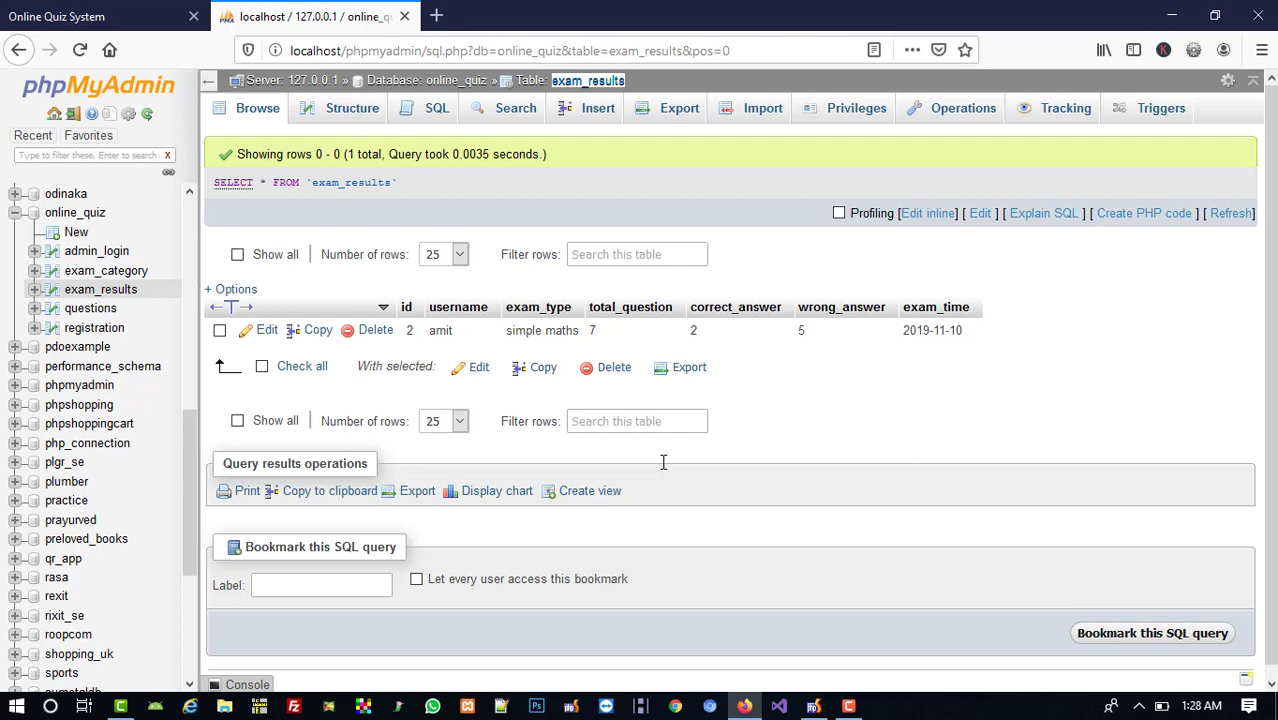 Online Quiz System
localhost / 127.0.0.1 / online_qu
localhost/phpmyadmin/sql.php?db=online_quiz&table=exam_results&pos=0
phpMyAdmin
Recent Favorites
Type to filter these, Enter to search X
odinaka
online_quiz
New
admin_login
exam_category
exam_results
questions
registration
pdoexample
performance_schema
phpmyadmin
phpshopping
phpshoppingcart
php_connection
plgr_se
plumber
practice
prayurved
preloved_books
qr_app
rasa
rexit
rixit_se
roopcom
shopping_uk
sports
Server: 127.0.0.1 » Database: online_quiz » Table: exam_results
Browse Structure SQL Search Insert Export Import Privileges Operations Tracking Triggers
Showing rows 0 - 0 (1 total, Query took 0.0035 seconds.)
SELECT * FROM `exam_results`
Profiling [Edit inline] [ Edit ] [ Explain SQL ] [ Create PHP code ] [ Refresh]
Show all Number of rows: 25 Filter rows: Search this table
+ Options
←T→ id username exam_type total_question correct_answer wrong_answer exam_time
Edit Copy Delete 2 amit simple maths 7 2 5 2019-11-10
Check all With selected: Edit Copy Delete Export
Show all Number of rows: 25 Filter rows: Search this table
Query results operations
Print Copy to clipboard Export Display chart Create view
Bookmark this SQL query
Label: Let every user access this bookmark
Bookmark this SQL query
Console
1:28 AM